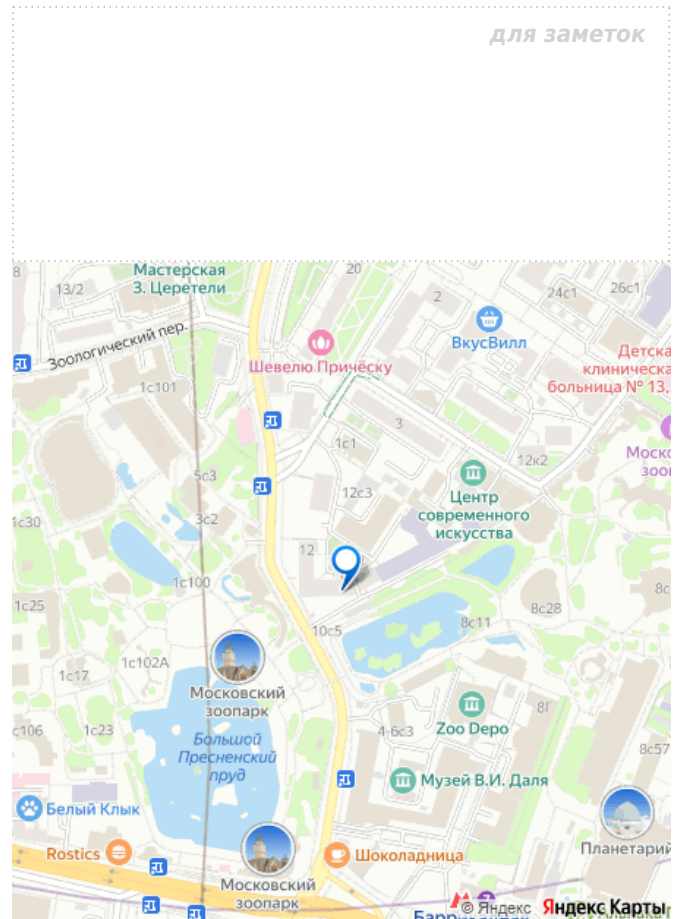 для заметок
8
13/2
Мастерская
З. Церетели
20
2
24с1
26с1
ВкусВилл
Зоологический пер.
Шевелю Причёску
Детска
клиническа
больница № 13,
1с101
3
1с1
Моско
зоо
12к2
5с3
12с3
Центр
современного
искусства
1с30
3с2
12
1с100
8с
1с25
8с28
8с11
10с5
1с102А
1с17
Московский
зоопарк
8Г
с106
1с23
Большой
Пресненский
пруд
4-6с3
Zoo Depo
8с57
Музей В.И. Даля
Белый Клык
Rostics
Шоколадница
Планетарий
Московский
зоопарк
© Яндекс
Яндекс Карты